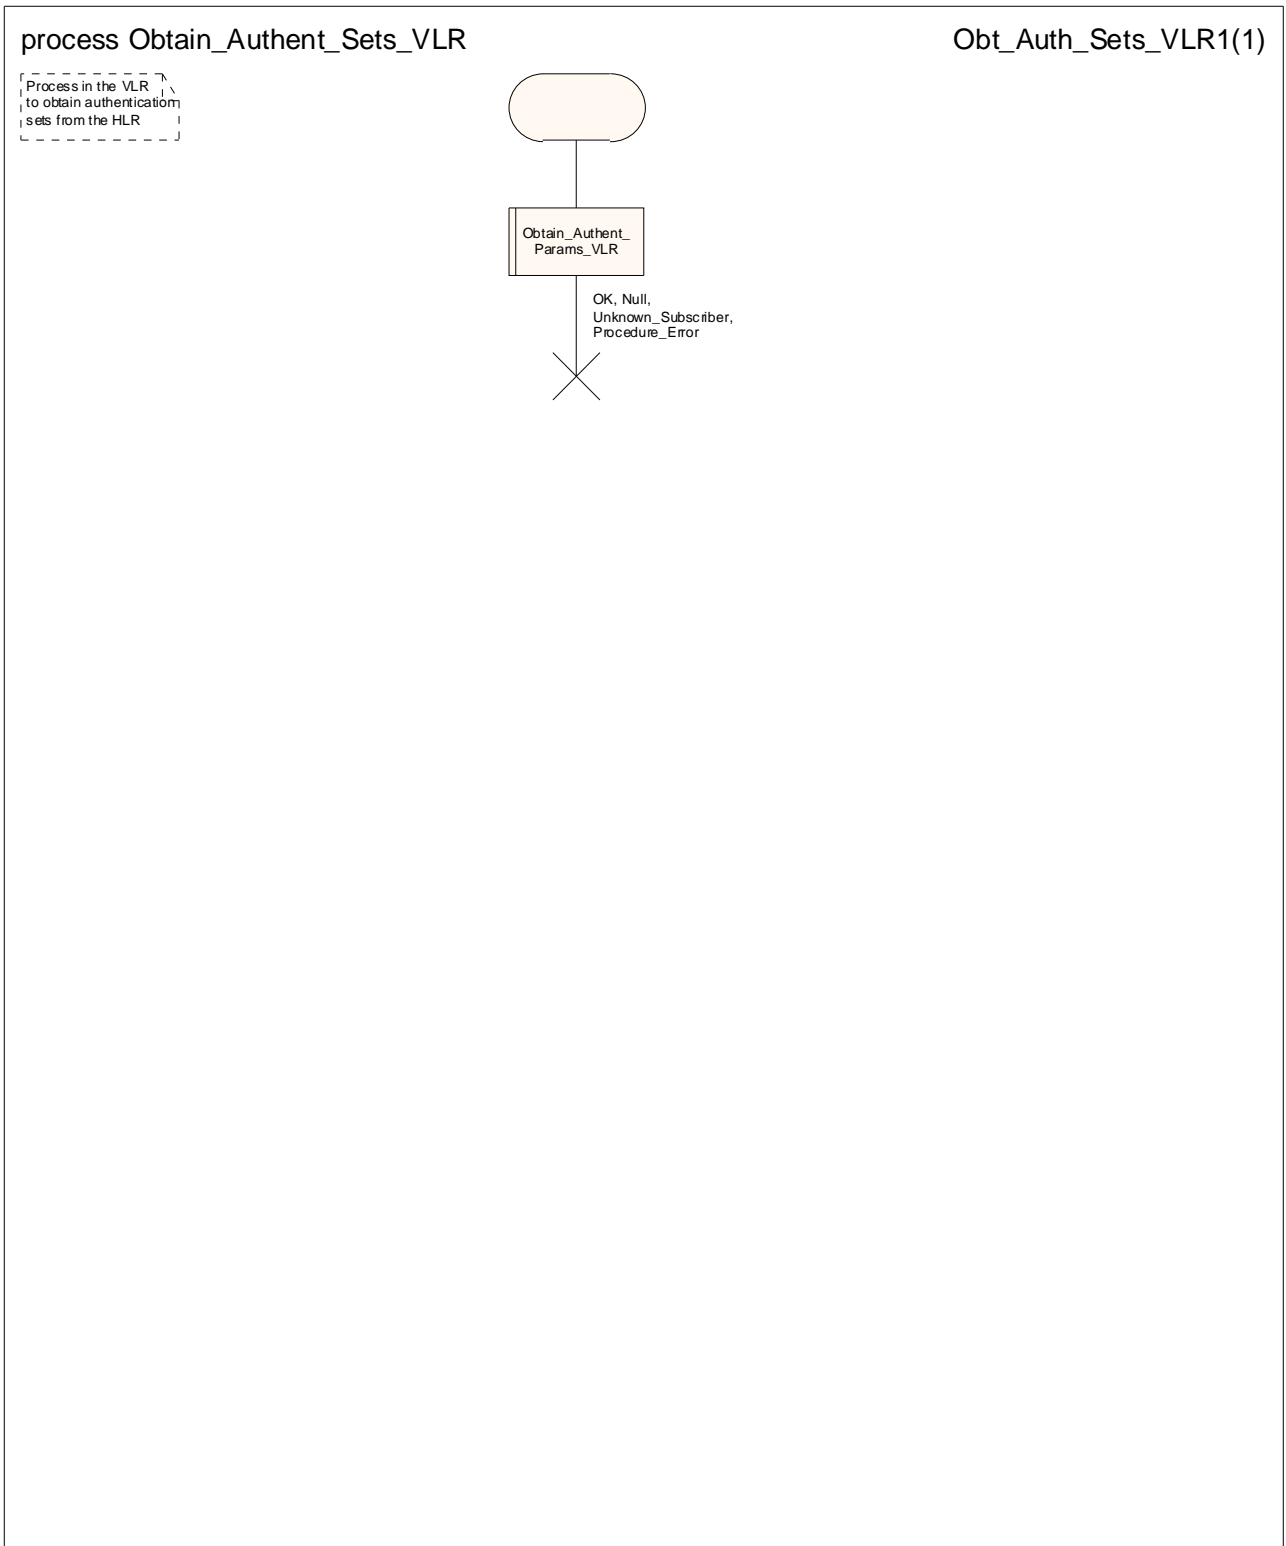 process Obtain_Authent_Sets_VLR
Obt_Auth_Sets_VLR1(1)
Process in the VLR
to obtain authentication
sets from the HLR
Obtain_Authent_
Params_VLR
OK, Null,
Unknown_Subscriber,
Procedure_Error